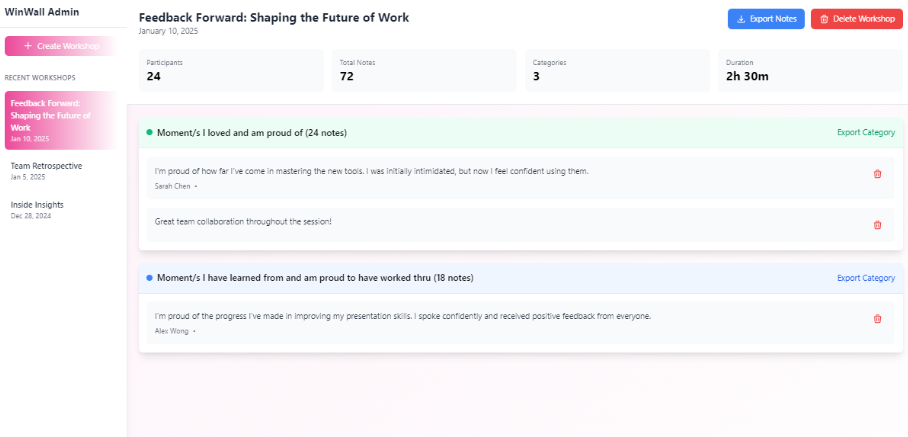 WinWall Admin
+ Create Workshop
RECENT WORKSHOPS
Feedback Forward:
Shaping the Future of
Work
Jan 10, 2025
Team Retrospective
Jan 5, 2025
Inside Insights
Dec 28, 2024
Feedback Forward: Shaping the Future of Work
January 10, 2025
Export Notes
Delete Workshop
Participants
24
Total Notes
72
Categories
3
Duration
2h 30m
Moment/s I loved and am proud of (24 notes)
Export Category
I'm proud of how far I've come in mastering the new tools. I was initially intimidated, but now I feel confident using them.
Sarah Chen •
Great team collaboration throughout the session!
Moment/s I have learned from and am proud to have worked thru (18 notes)
Export Category
I'm proud of the progress I've made in improving my presentation skills. I spoke confidently and received positive feedback from everyone.
Alex Wong •